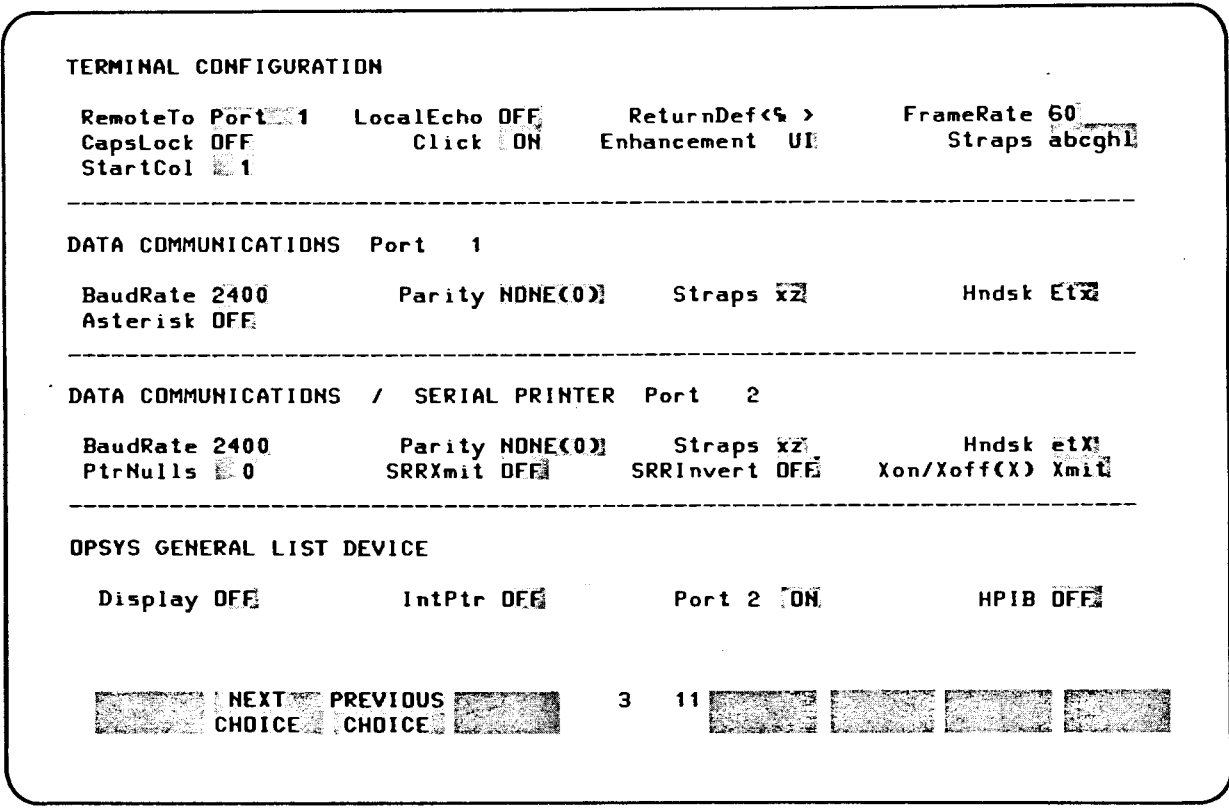 TERMINAL CONFIGURATION
RemoteTo Port 1 LocalEcho OFF ReturnDef<␍ > FrameRate 60
CapsLock OFF Click ON Enhancement UI Straps abcghl
StartCol 1
DATA COMMUNICATIONS Port 1
BaudRate 2400 Parity NONE(0) Straps xz Hndsk Etx
Asterisk OFF
DATA COMMUNICATIONS / SERIAL PRINTER Port 2
BaudRate 2400 Parity NONE(0) Straps xz Hndsk etX
PtrNulls 0 SRRXmit OFF SRRInvert OFF Xon/Xoff(X) Xmit
OPSYS GENERAL LIST DEVICE
Display OFF IntPtr OFF Port 2 ON HPIB OFF
NEXT PREVIOUS 3 11
CHOICE CHOICE